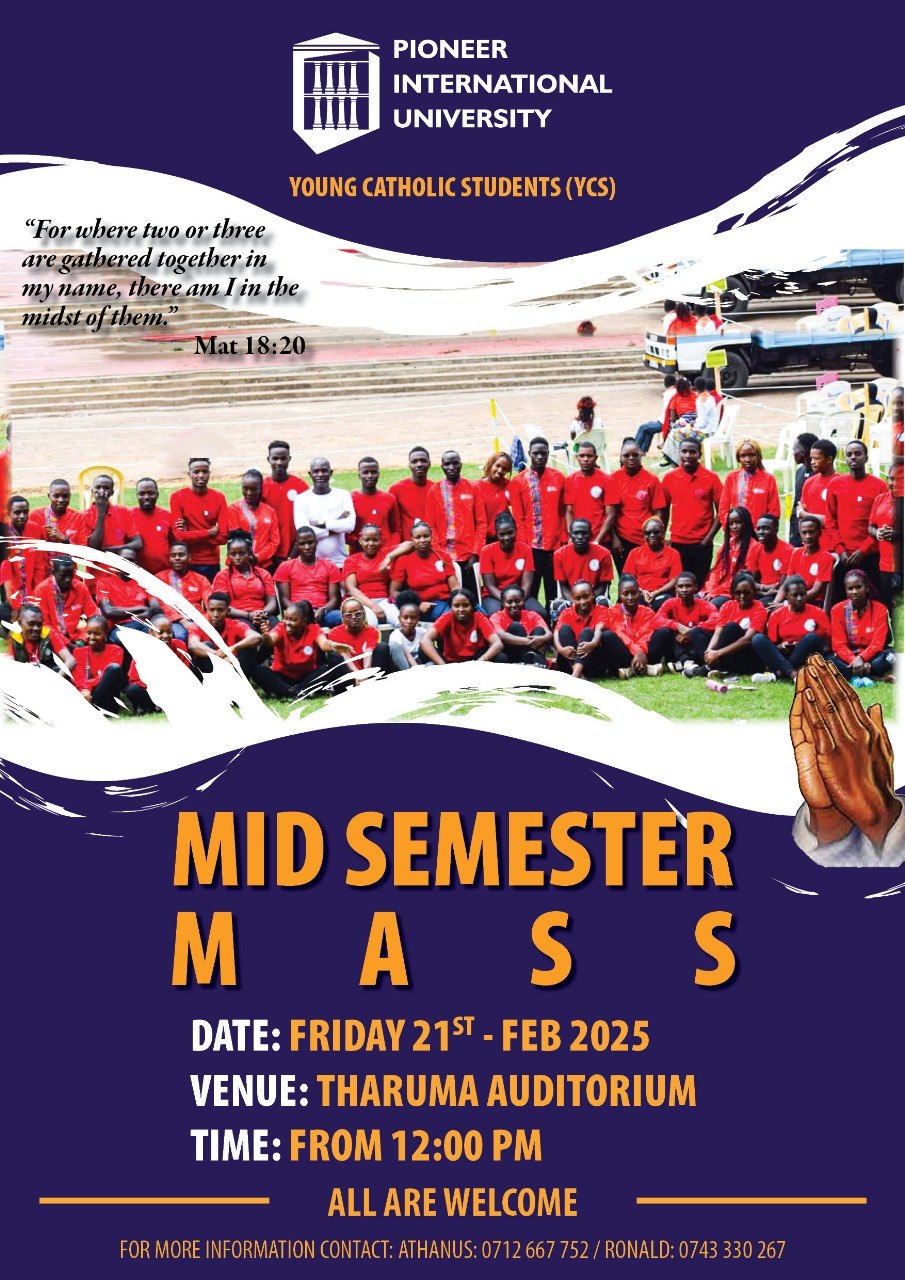 PIONEER
INTERNATIONAL
UNIVERSITY
YOUNG CATHOLIC STUDENTS (YCS)
“For where two or three
are gathered together in
my name, there am I in the
midst of them.”
Mat 18:20
MID SEMESTER
MASS
DATE: FRIDAY 21ST - FEB 2025
VENUE: THARUMA AUDITORIUM
TIME: FROM 12:00 PM
ALL ARE WELCOME
FOR MORE INFORMATION CONTACT: ATHANUS: 0712 667 752 / RONALD: 0743 330 267